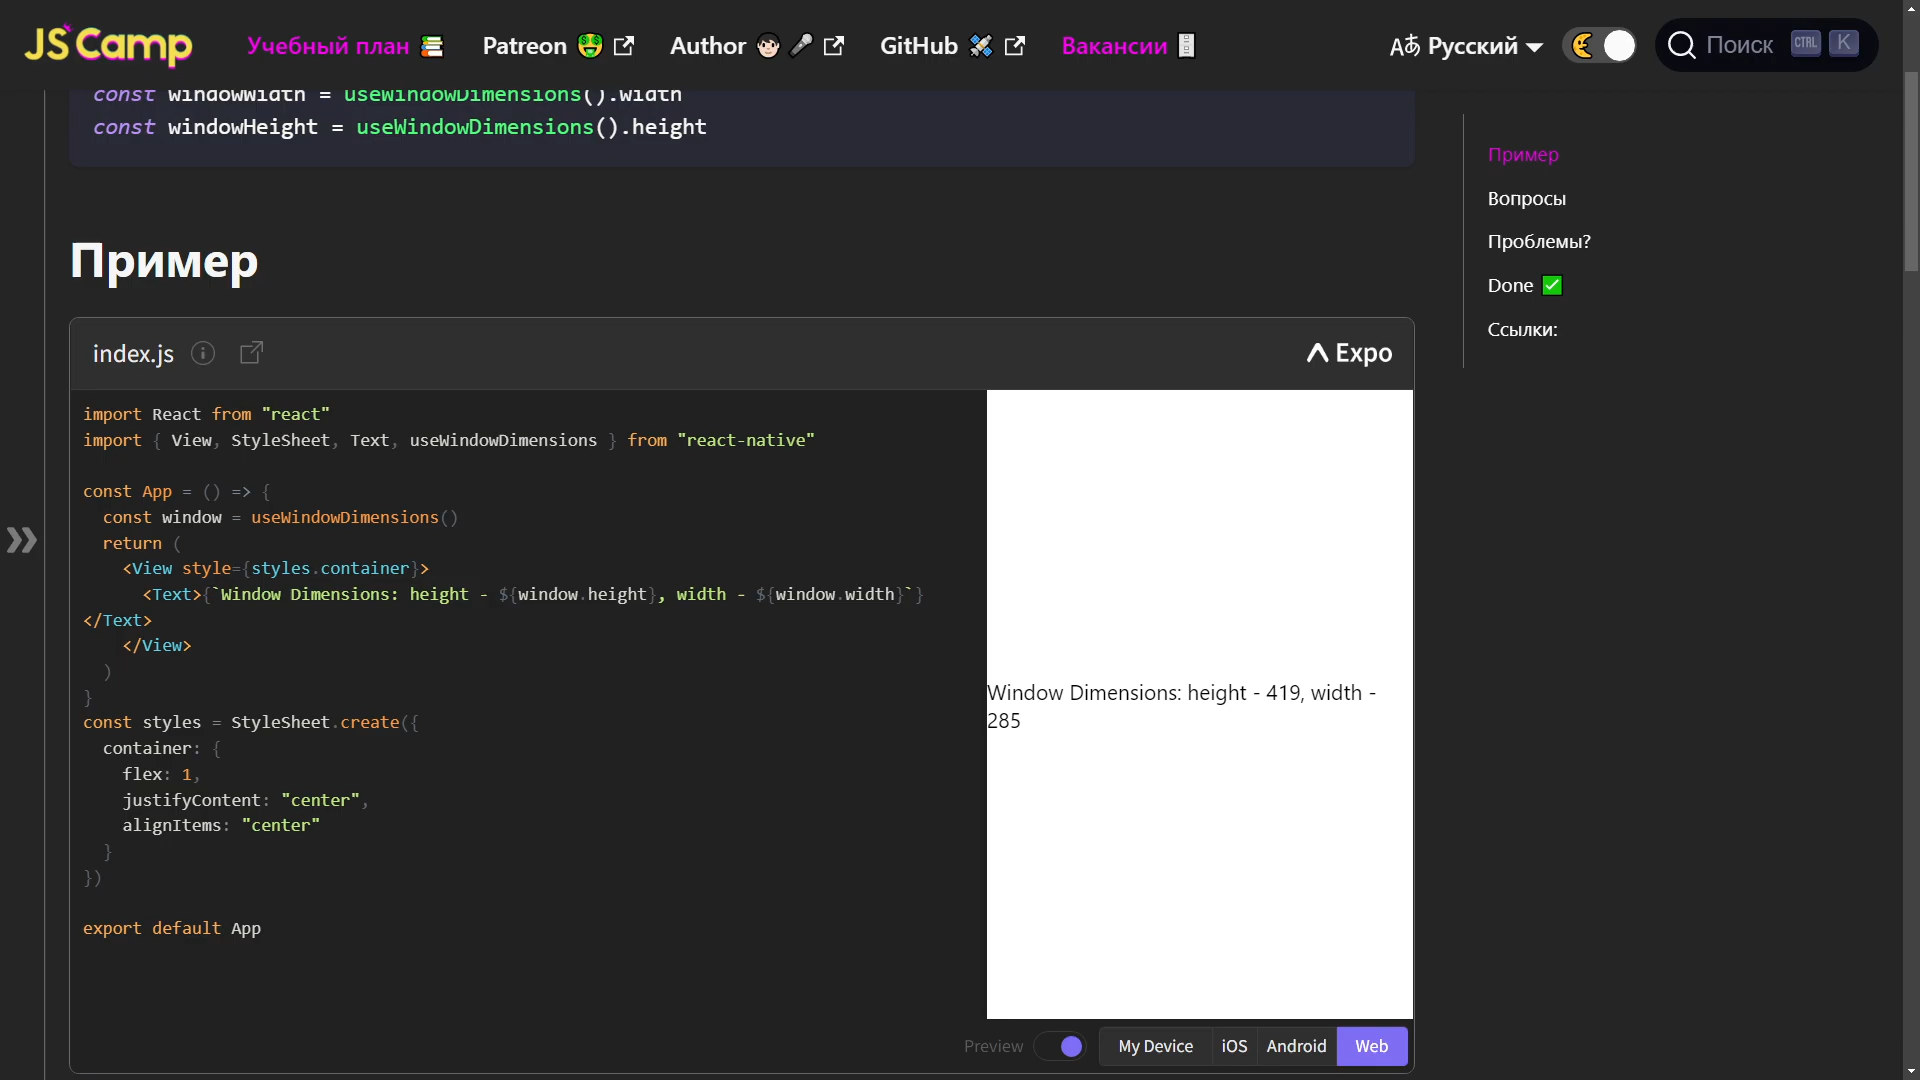 JS Camp
Учебный план Patreon Author GitHub Вакансии Русский Поиск CTRL K
const windowWidth = useWindowDimensions().width
const windowHeight = useWindowDimensions().height
Пример
Вопросы
Проблемы?
Done
Ссылки:
Пример
index.js Expo
import React from "react"
import { View, StyleSheet, Text, useWindowDimensions } from "react-native"
const App = () => {
const window = useWindowDimensions()
return (
<View style={styles.container}>
<Text>{`Window Dimensions: height - ${window.height}, width - ${window.width}`}
</Text>
</View>
)
}
const styles = StyleSheet.create({
container: {
flex: 1,
justifyContent: "center",
alignItems: "center"
}
})
export default App
Window Dimensions: height - 419, width -
285
Preview My Device iOS Android Web